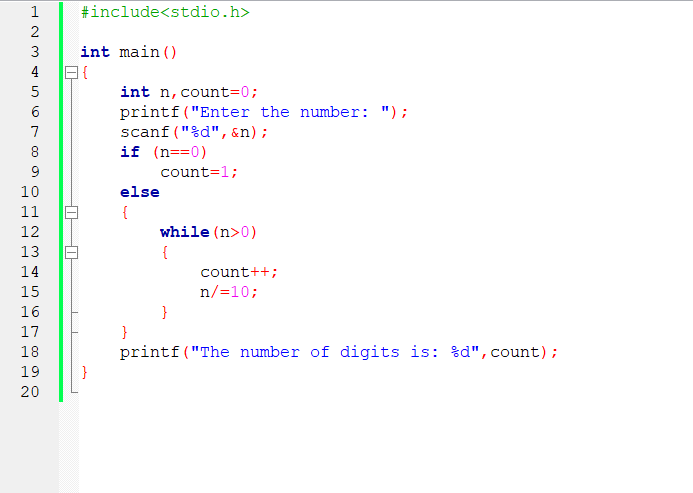 1 #include<stdio.h>
2
3 int main()
4 {
5     int n,count=0;
6     printf("Enter the number: ");
7     scanf("%d",&n);
8     if (n==0)
9         count=1;
10     else
11     {
12         while(n>0)
13         {
14             count++;
15             n/=10;
16         }
17     }
18     printf("The number of digits is: %d",count);
19 }
20